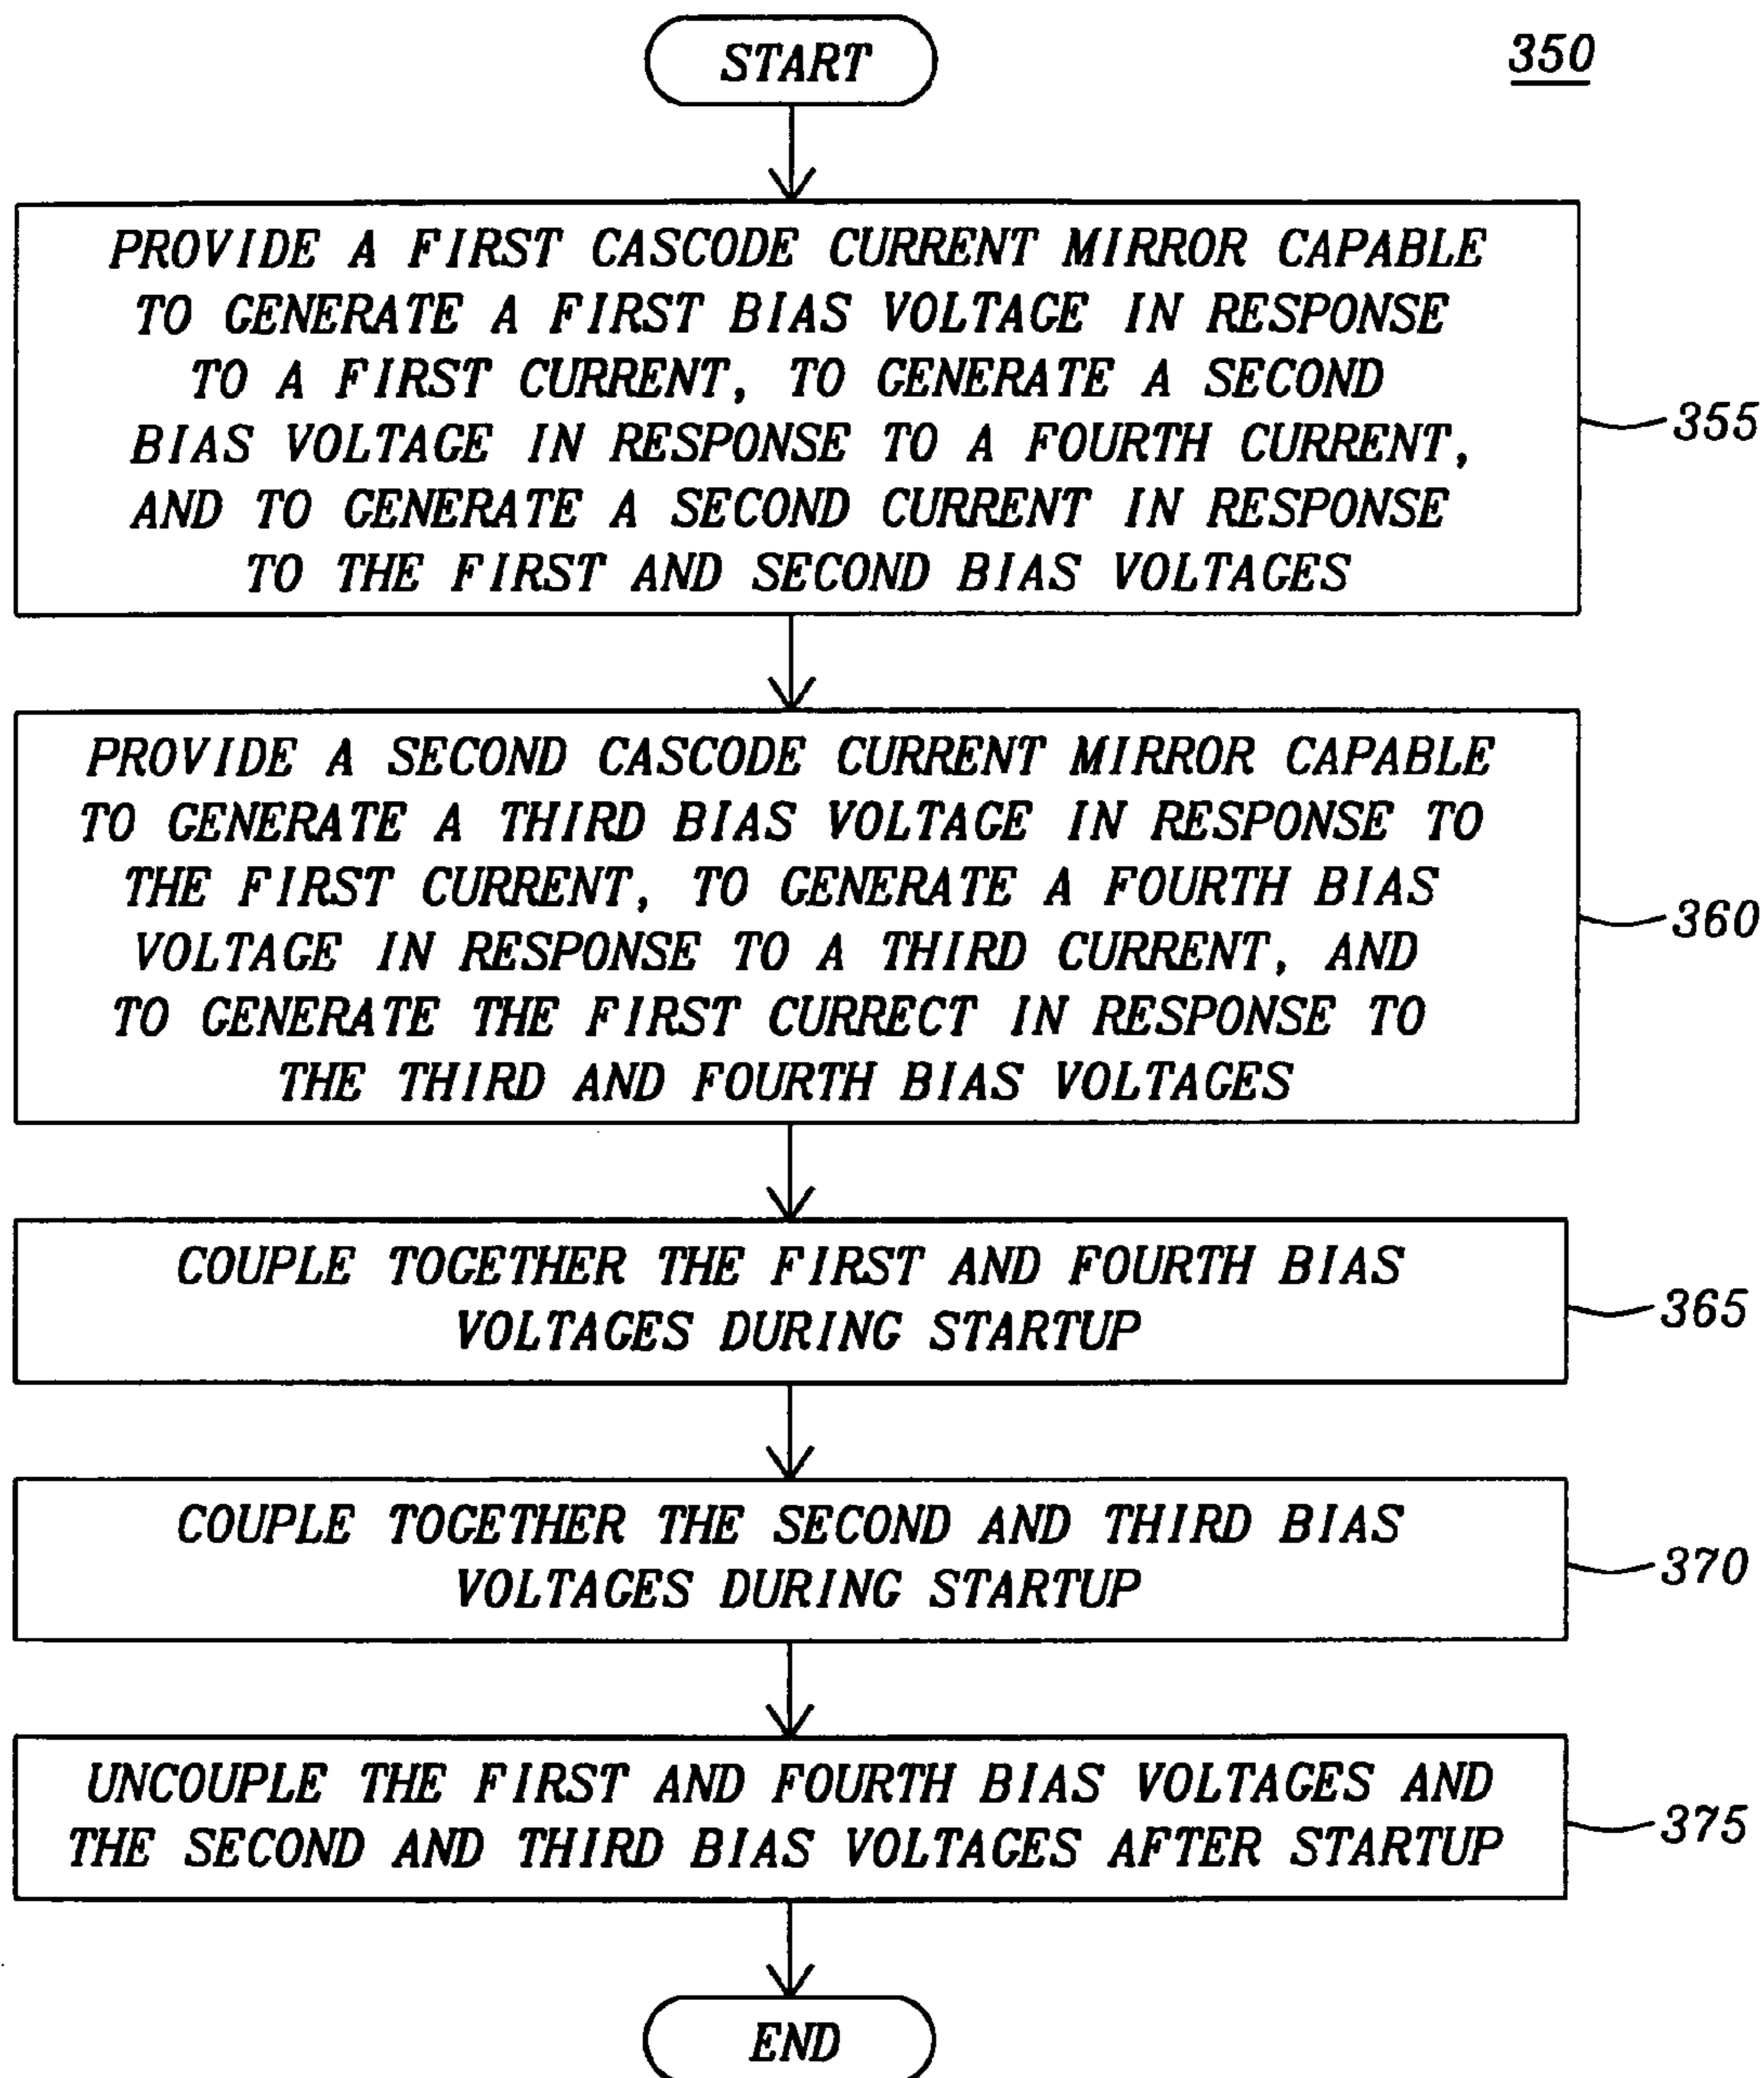 START
350
PROVIDE A FIRST CASCODE CURRENT MIRROR CAPABLE
TO GENERATE A FIRST BIAS VOLTAGE IN RESPONSE
TO A FIRST CURRENT, TO GENERATE A SECOND
BIAS VOLTAGE IN RESPONSE TO A FOURTH CURRENT,
AND TO GENERATE A SECOND CURRENT IN RESPONSE
TO THE FIRST AND SECOND BIAS VOLTAGES
355
PROVIDE A SECOND CASCODE CURRENT MIRROR CAPABLE
TO GENERATE A THIRD BIAS VOLTAGE IN RESPONSE TO
THE FIRST CURRENT, TO GENERATE A FOURTH BIAS
VOLTAGE IN RESPONSE TO A THIRD CURRENT, AND
TO GENERATE THE FIRST CURRECT IN RESPONSE TO
THE THIRD AND FOURTH BIAS VOLTAGES
360
COUPLE TOGETHER THE FIRST AND FOURTH BIAS
VOLTAGES DURING STARTUP
365
COUPLE TOGETHER THE SECOND AND THIRD BIAS
VOLTAGES DURING STARTUP
370
UNCOUPLE THE FIRST AND FOURTH BIAS VOLTAGES AND
THE SECOND AND THIRD BIAS VOLTAGES AFTER STARTUP
375
END